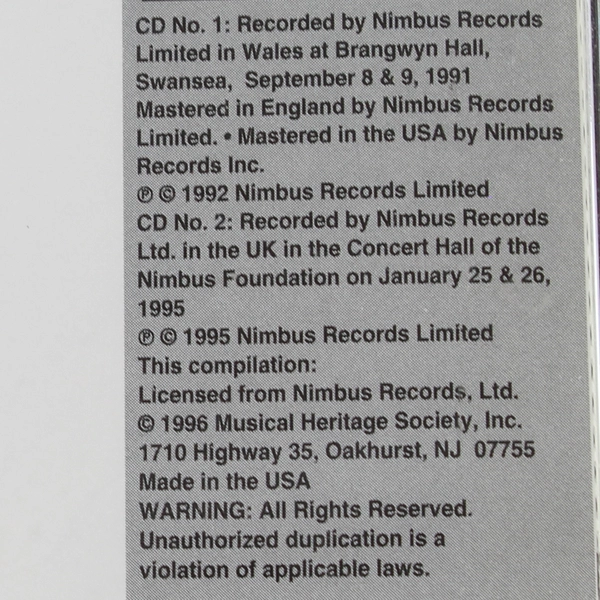 CD No. 1: Recorded by Nimbus Records
Limited in Wales at Brangwyn Hall,
Swansea, September 8 & 9, 1991
Mastered in England by Nimbus Records
Limited. • Mastered in the USA by Nimbus
Records Inc.
℗ © 1992 Nimbus Records Limited
CD No. 2: Recorded by Nimbus Records
Ltd. in the UK in the Concert Hall of the
Nimbus Foundation on January 25 & 26,
1995
℗ © 1995 Nimbus Records Limited
This compilation:
Licensed from Nimbus Records, Ltd.
© 1996 Musical Heritage Society, Inc.
1710 Highway 35, Oakhurst, NJ 07755
Made in the USA
WARNING: All Rights Reserved.
Unauthorized duplication is a
violation of applicable laws.